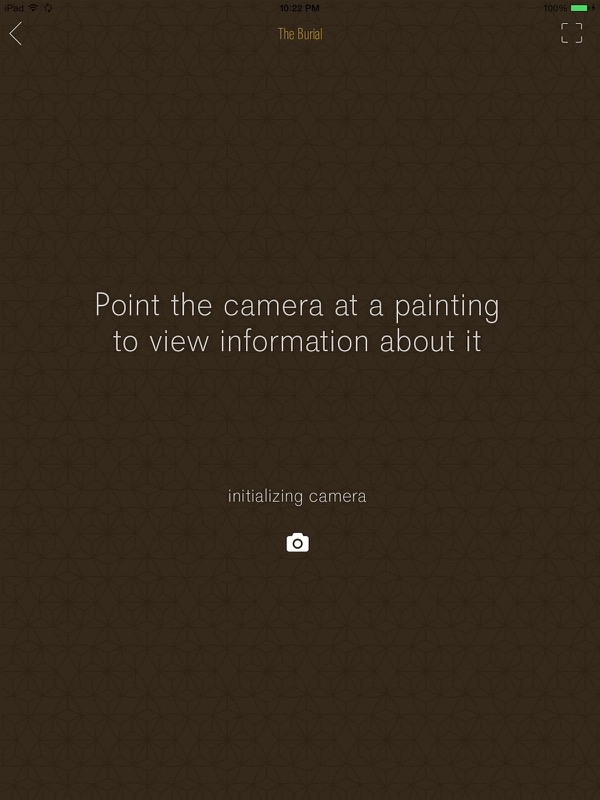 iPad 10:22 PM 100%
The Burial
Point the camera at a painting
to view information about it
initializing camera